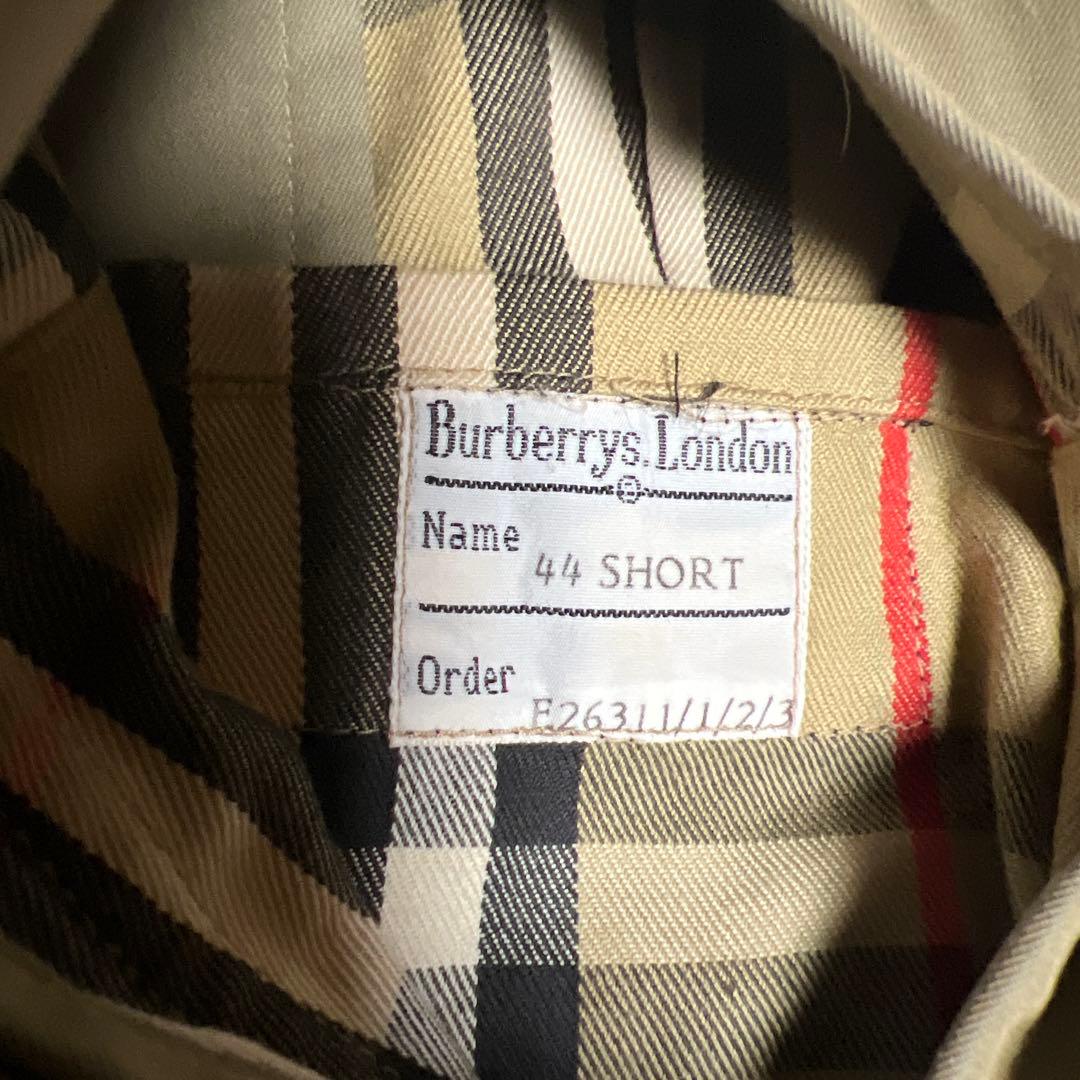 Burberrys. London
Name
44 SHORT
Order
E26311/1/2/3